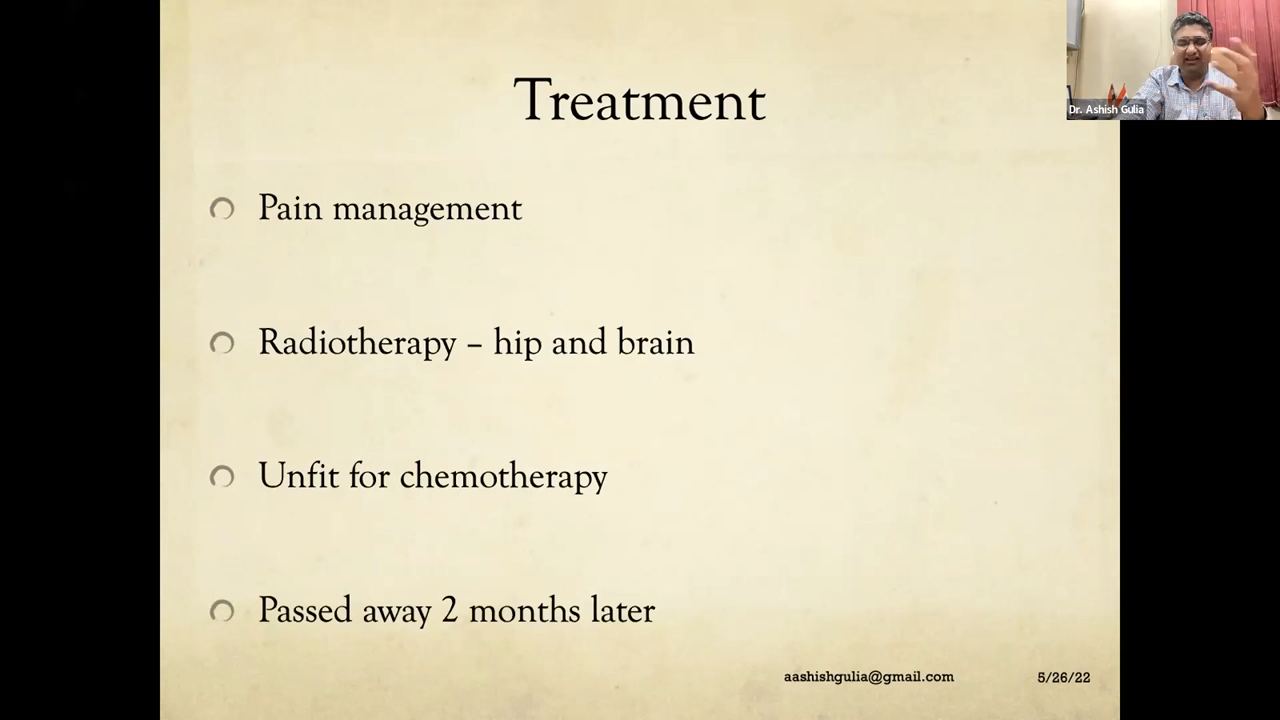 Treatment
Dr. Ashish Gulia
Pain management
Radiotherapy – hip and brain
Unfit for chemotherapy
Passed away 2 months later
aashishgulia@gmail.com 5/26/22